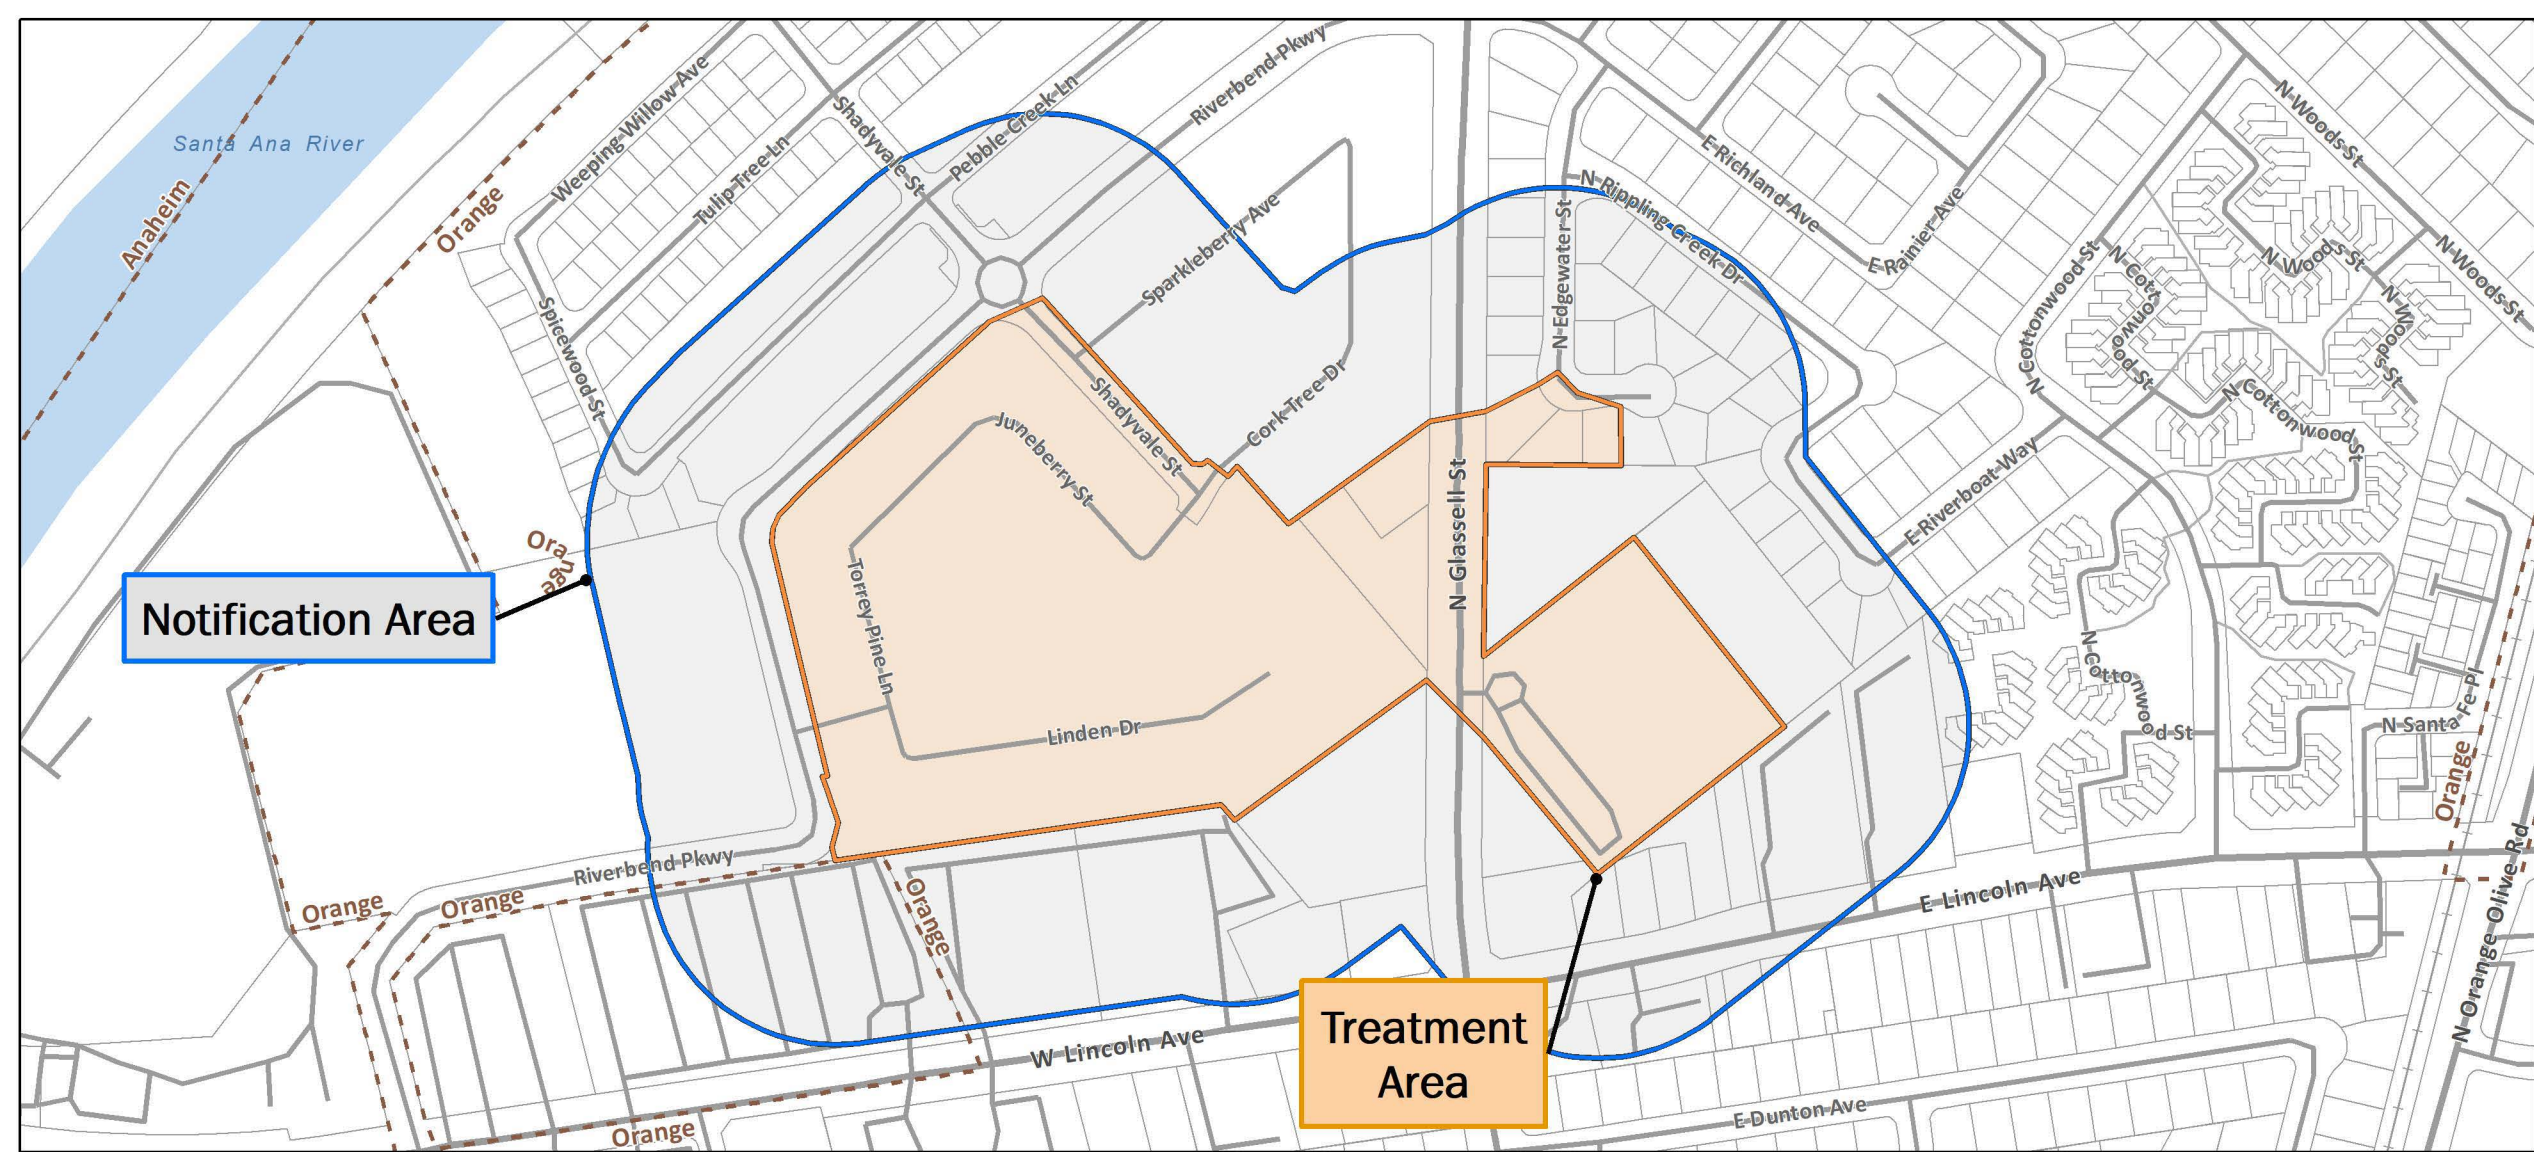 Riverbend Pkwy
Weeping Willow Ave
Shadyvale St
Pebble Creek Ln
N Woods St
Santa Ana River
Tulip Tree Ln
E Richland Ave
N Rippling Creek Dr
Anaheim
Orange
Sparkleberry Ave
N Edgewater St
E Rainier Ave
N Cottonwood St
N Cottonwood St
N Woods St
N Woods St
N Woods St
Spicewood St
Shadyvale St
Cork Tree Dr
N Cottonwood St
Juneberry St
N Glassell St
E Riverboat Way
Orange
Torrey Pine Ln
Notification Area
N Cottonwood St
Linden Dr
N Santa Fe Pl
Orange
Riverbend Pkwy
Orange
Orange
Orange
E Lincoln Ave
N Orange Olive Rd
Treatment
Area
W Lincoln Ave
E Dunton Ave
Orange